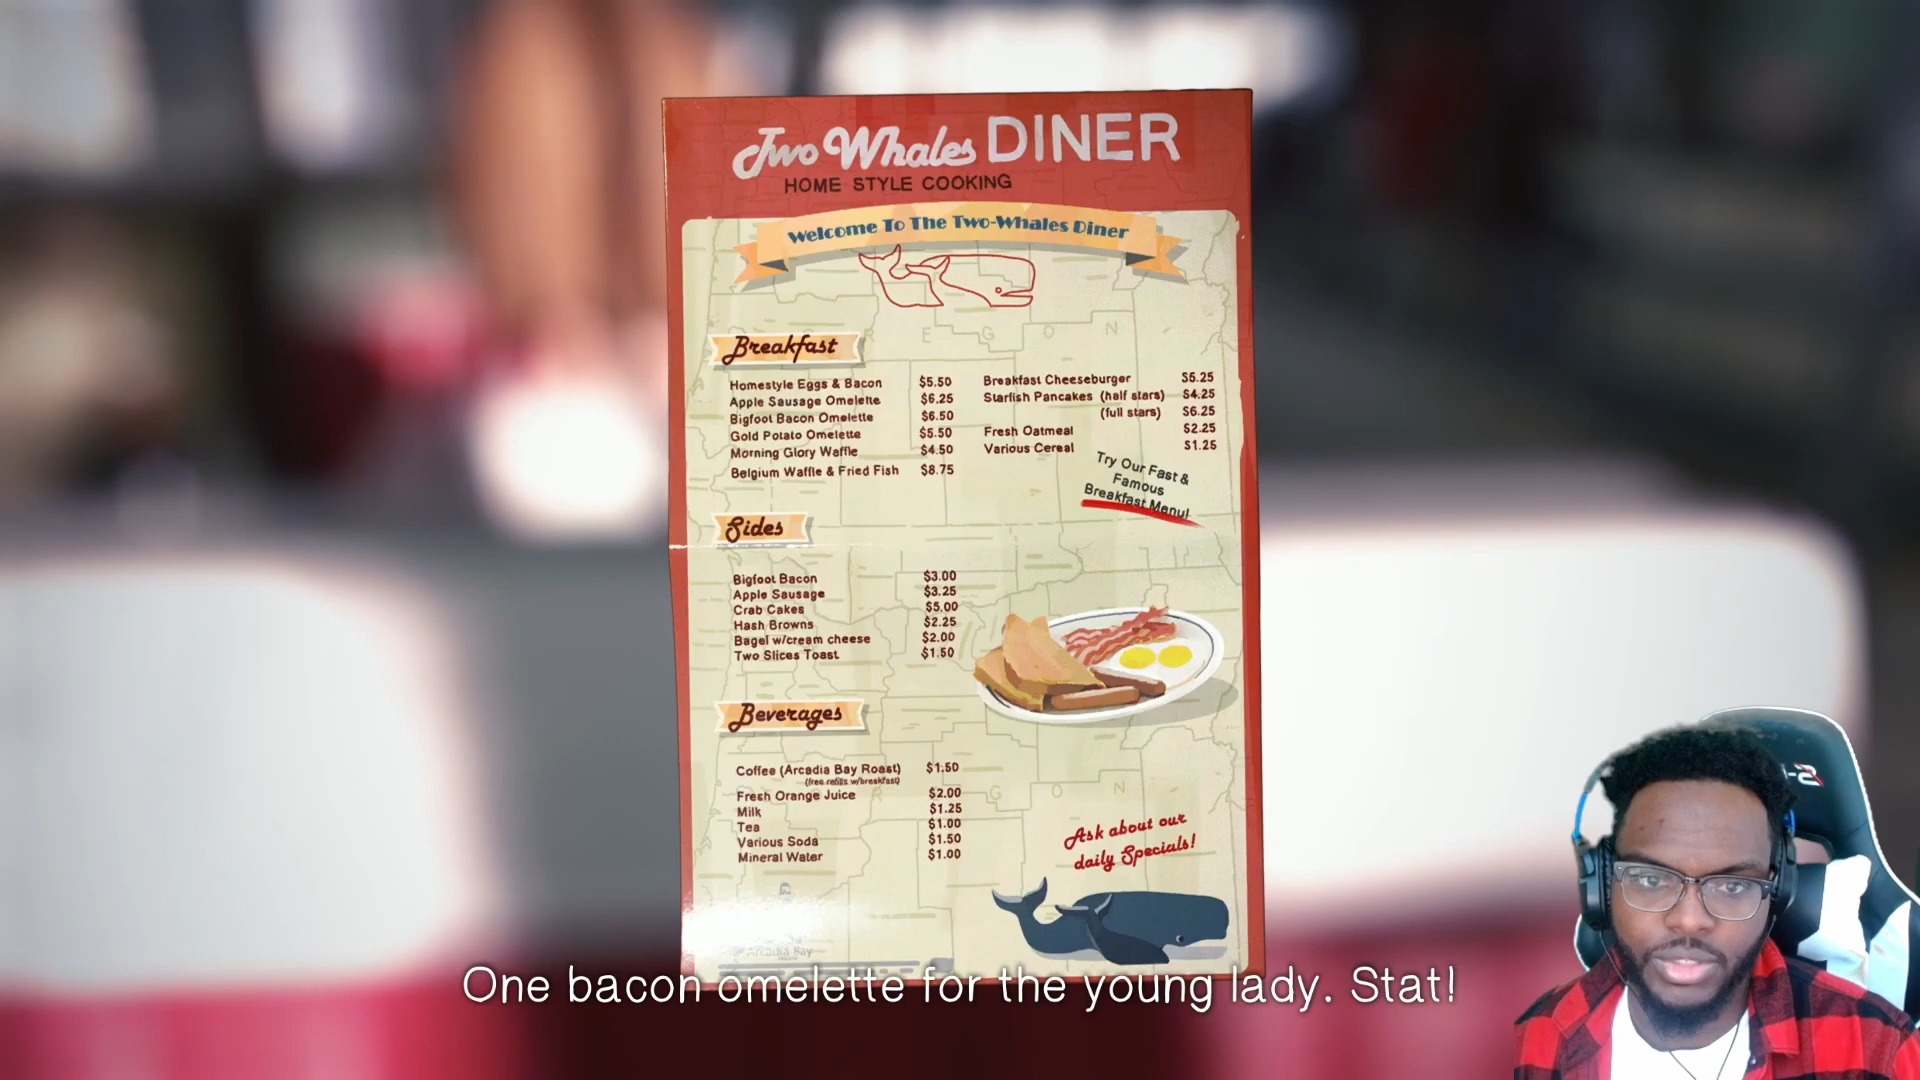 Two Whales DINER
HOME STYLE COOKING
Welcome To The Two-Whales Diner
Breakfast
Homestyle Eggs & Bacon $5.50
Apple Sausage Omelette $6.25
Bigfoot Bacon Omelette $6.50
Gold Potato Omelette $5.50
Morning Glory Waffle $4.50
Belgium Waffle & Fried Fish $8.75
Breakfast Cheeseburger $5.25
Starfish Pancakes (half stars) $4.25
(full stars) $6.25
Fresh Oatmeal $2.25
Various Cereal $1.25
Try Our Fast &
Famous
Breakfast Menu!
Sides
Bigfoot Bacon $3.00
Apple Sausage $3.25
Crab Cakes $5.00
Hash Browns $2.25
Bagel w/cream cheese $2.00
Two Slices Toast $1.50
Beverages
Coffee (Arcadia Bay Roast) $1.50
(free refills w/breakfast)
Fresh Orange Juice $2.00
Milk $1.25
Tea $1.00
Various Soda $1.50
Mineral Water $1.00
Ask about our
daily Specials!
Arcadia Bay
One bacon omelette for the young lady. Stat!